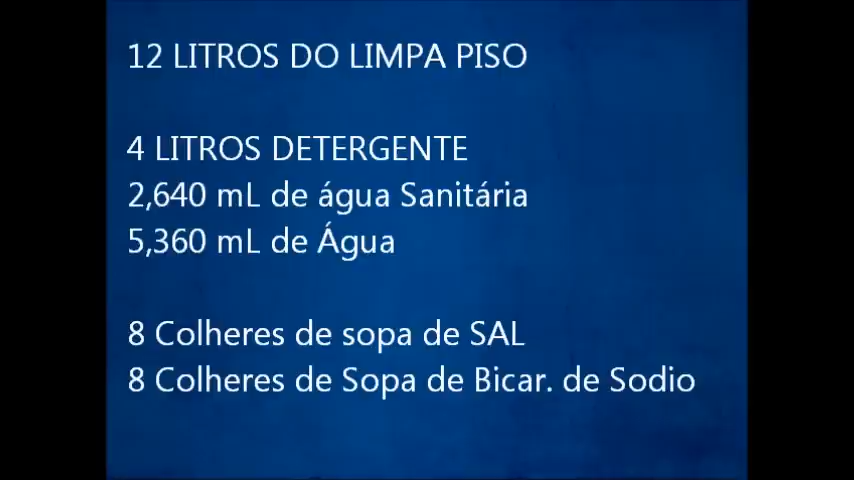 12 LITROS DO LIMPA PISO
4 LITROS DETERGENTE
2,640 mL de água Sanitária
5,360 mL de Água
8 Colheres de sopa de SAL
8 Colheres de Sopa de Bicar. de Sodio